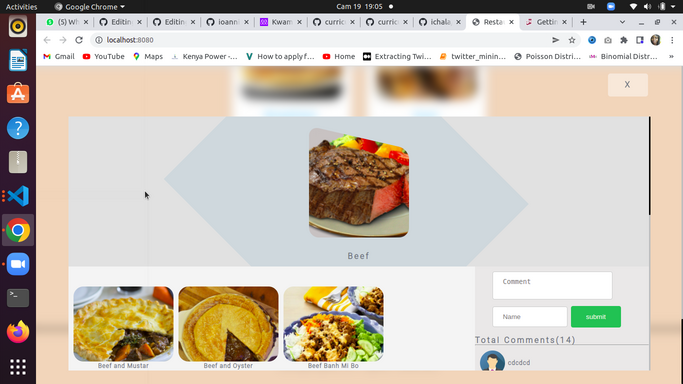 Activities
Google Chrome
Cam 19 19:05
(5) Wh
Editin
Editin
ioann
Kwam
curric
curric
ichala
Resta
Gettin
localhost:8080
Gmail
YouTube
Maps
Kenya Power -...
How to apply f...
Home
Extracting Twi...
twitter_minin...
Poisson Distri...
Binomial Distri...
X
Beef
Comment
Name
submit
Total Comments(14)
cdcdcd
Beef and Mustar
Beef and Oyster
Beef Banh Mi Bo